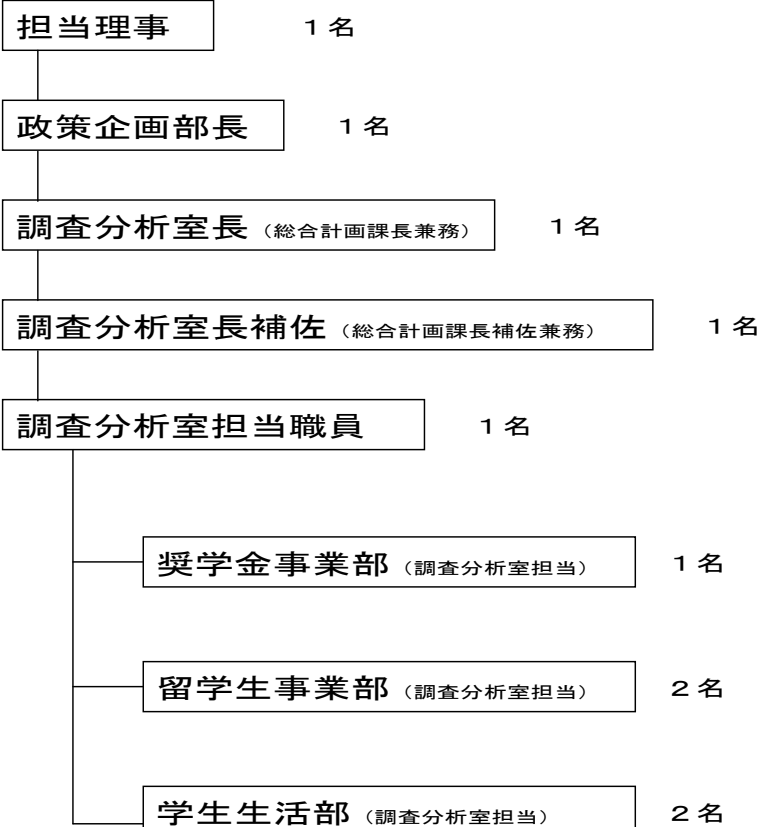 担当理事 １名
政策企画部長 １名
調査分析室長（総合計画課長兼務） １名
調査分析室長補佐（総合計画課長補佐兼務） １名
調査分析室担当職員 １名
奨学金事業部（調査分析室担当） １名
留学生事業部（調査分析室担当） ２名
学生生活部（調査分析室担当） ２名